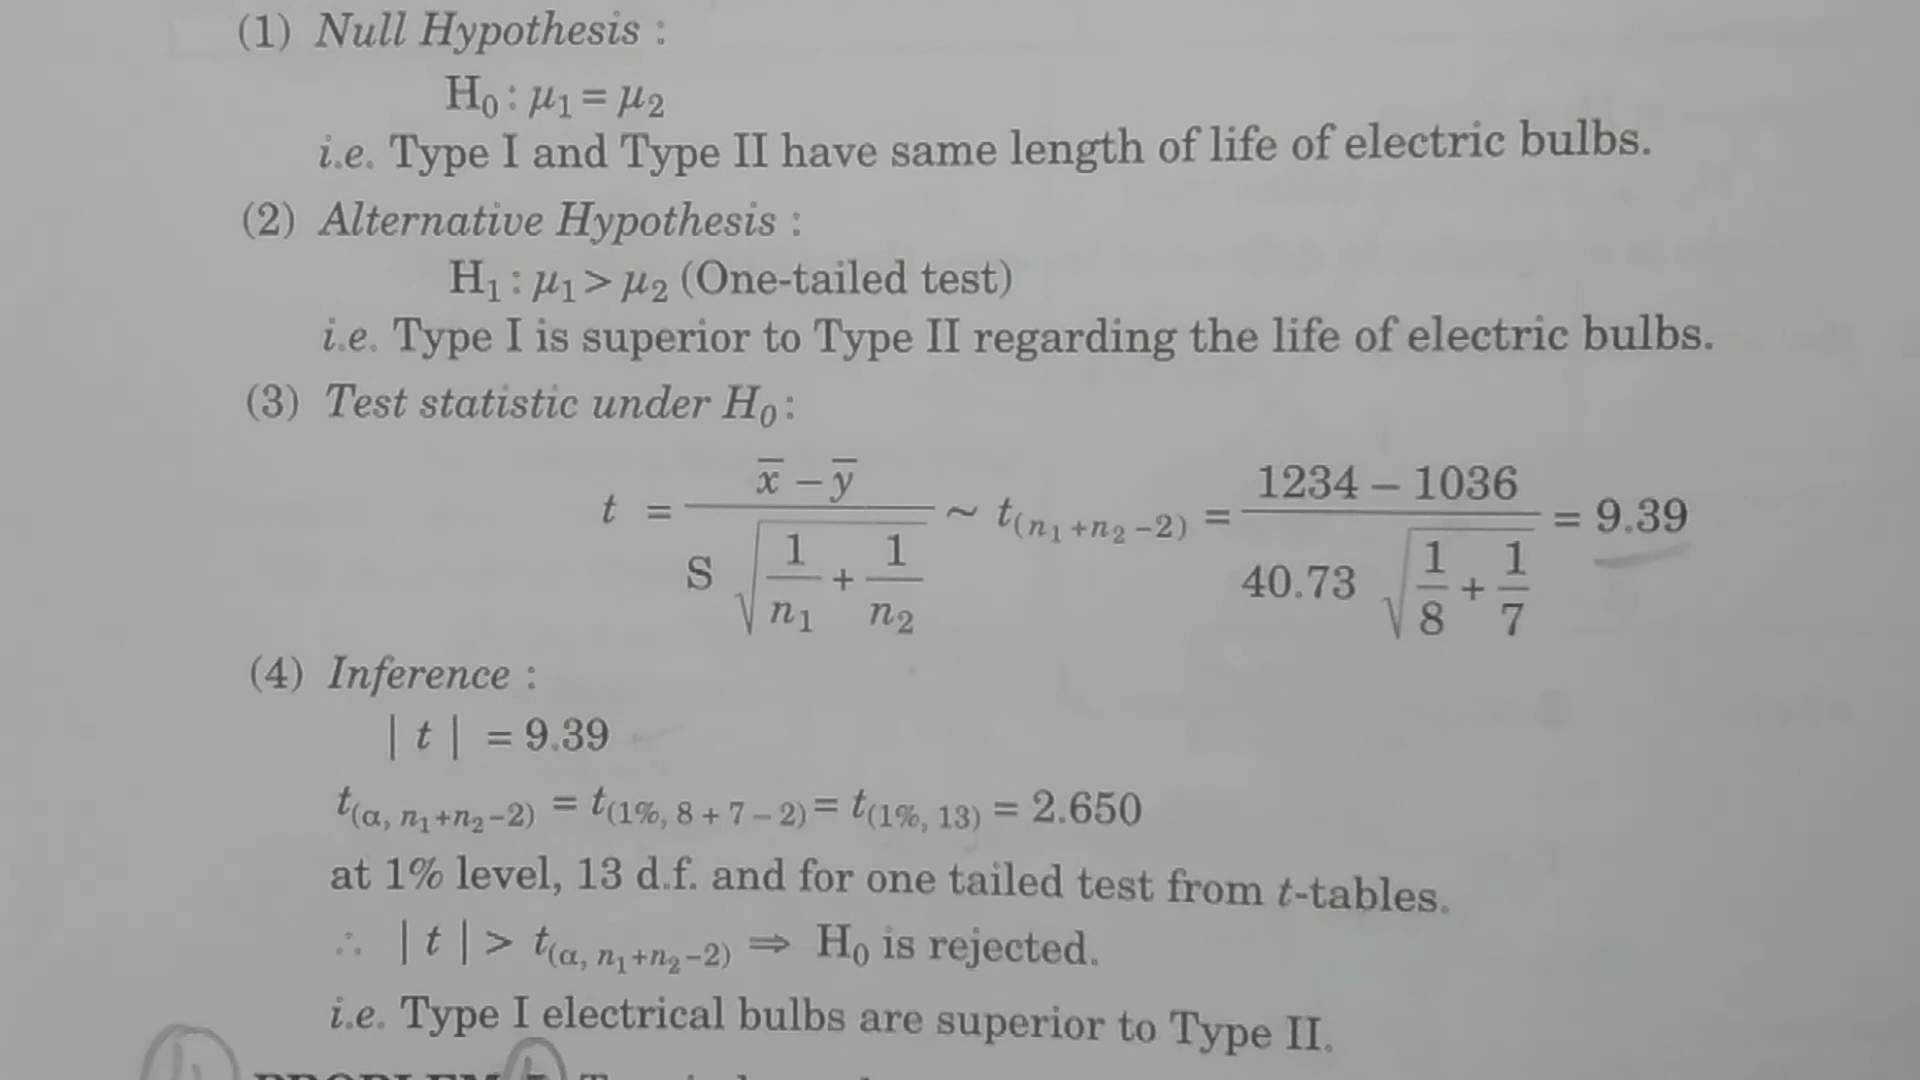 (1) Null Hypothesis :
H₀ : μ₁ = μ₂
i.e. Type I and Type II have same length of life of electric bulbs.
(2) Alternative Hypothesis :
H₁ : μ₁ > μ₂ (One-tailed test)
i.e. Type I is superior to Type II regarding the life of electric bulbs.
(3) Test statistic under H₀ :
t = (x̄ − ȳ) / (S √(1/n₁ + 1/n₂)) ~ t₍n₁ + n₂ − 2₎ = (1234 − 1036) / (40.73 √(1/8 + 1/7)) = 9.39
(4) Inference :
| t | = 9.39
t(α, n₁+n₂−2) = t(1%, 8 + 7 − 2) = t(1%, 13) = 2.650
at 1% level, 13 d.f. and for one tailed test from t-tables.
∴ | t | > t(α, n₁+n₂−2) ⇒ H₀ is rejected.
i.e. Type I electrical bulbs are superior to Type II.